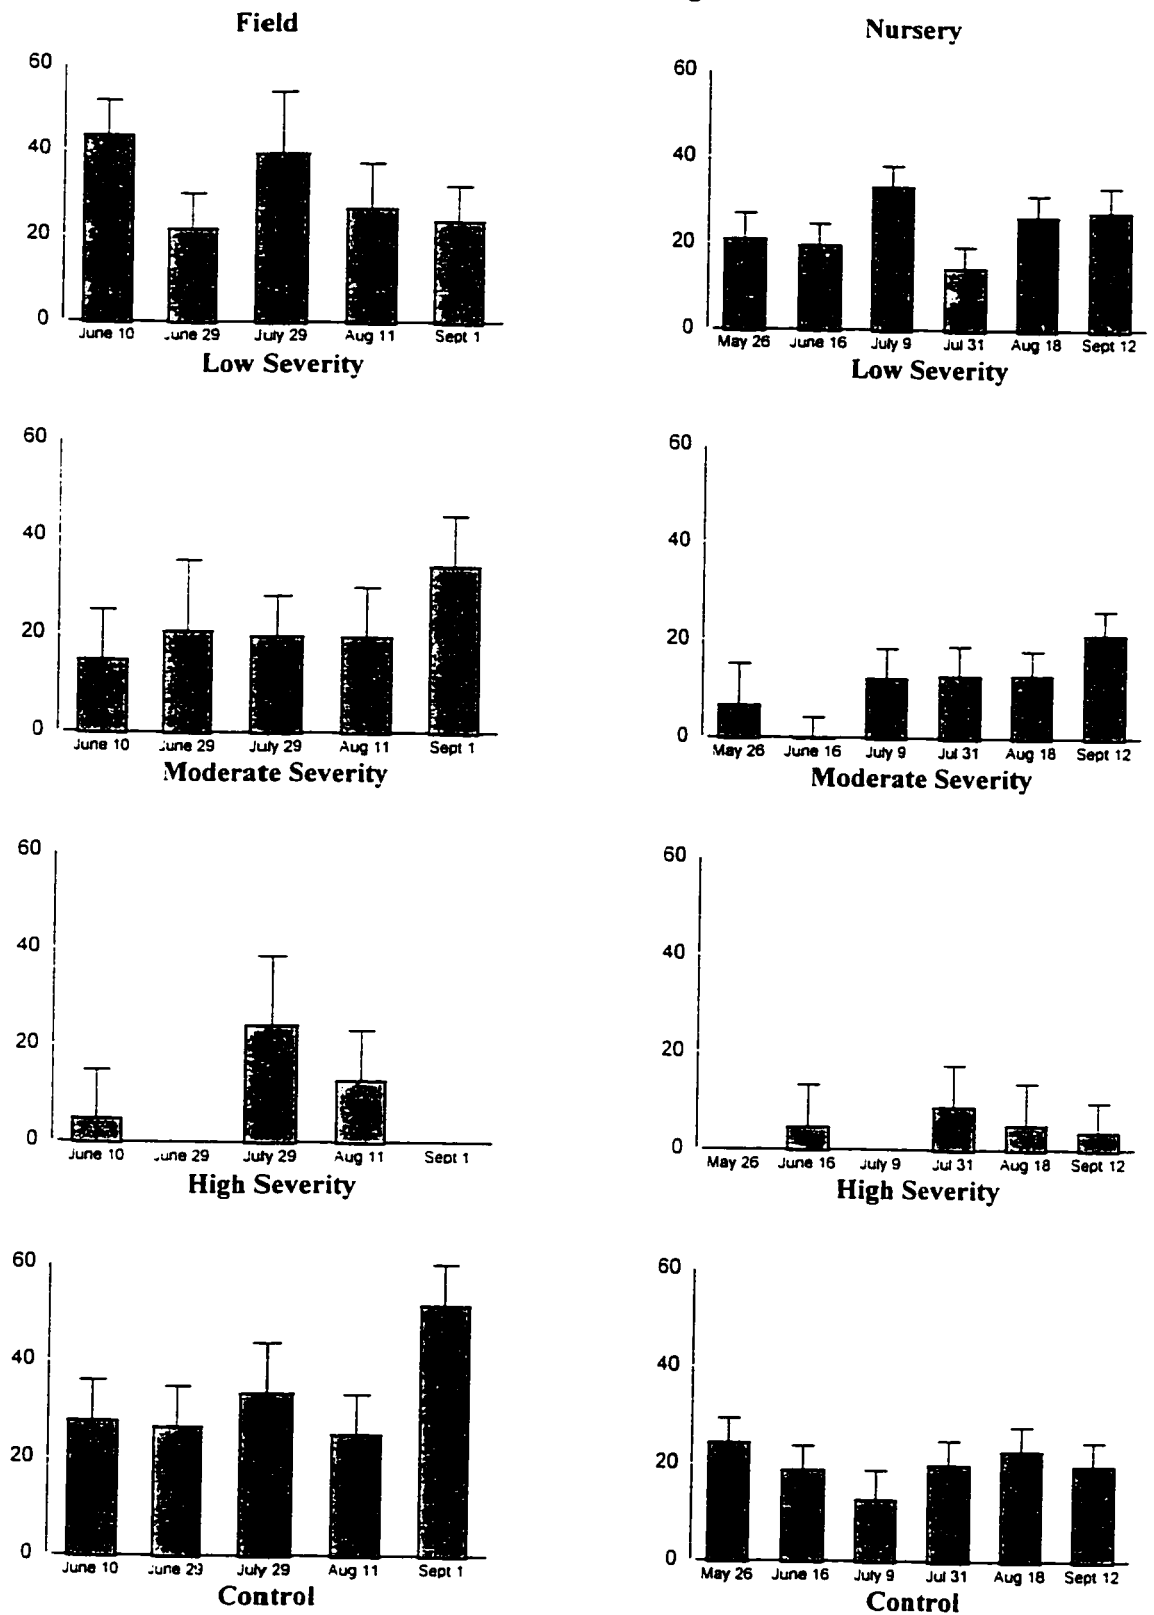 Field
60
40
20
0
June 10 June 29 July 29 Aug 11 Sept 1
Low Severity
60
40
20
0
June 10 June 29 July 29 Aug 11 Sept 1
Moderate Severity
60
40
20
0
June 10 June 29 July 29 Aug 11 Sept 1
High Severity
60
40
20
0
June 10 June 29 July 29 Aug 11 Sept 1
Control
Nursery
60
40
20
0
May 26 June 16 July 9 Jul 31 Aug 18 Sept 12
Low Severity
60
40
20
0
May 26 June 16 July 9 Jul 31 Aug 18 Sept 12
Moderate Severity
60
40
20
0
May 26 June 16 July 9 Jul 31 Aug 18 Sept 12
High Severity
60
40
20
0
May 26 June 16 July 9 Jul 31 Aug 18 Sept 12
Control